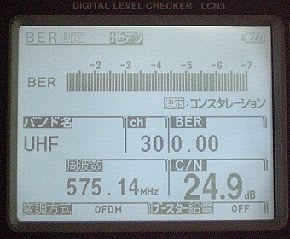 DIGITAL LEVEL CHECKER LCN3
BER測定 地デジ
-2 -3 -4 -5 -6 -7
BER
決定:コンスタレーション
バンド名 ch BER
UHF 30 0.00
周波数 C/N
575.14MHz 24.9dB
変調方式 OFDM ブースター給電 OFF